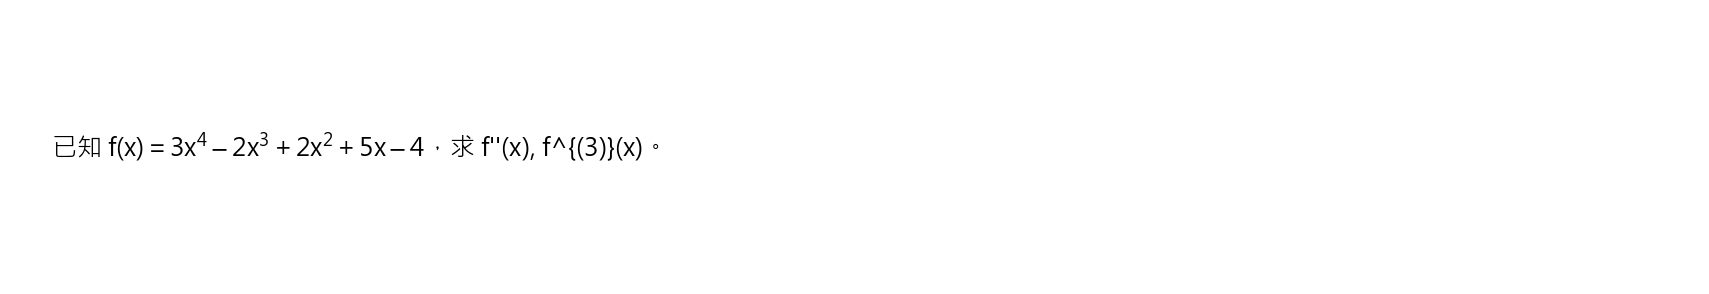 已知 f(x) = 3x⁴ – 2x³ + 2x² + 5x – 4，求 f''(x), f^{(3)}(x)。